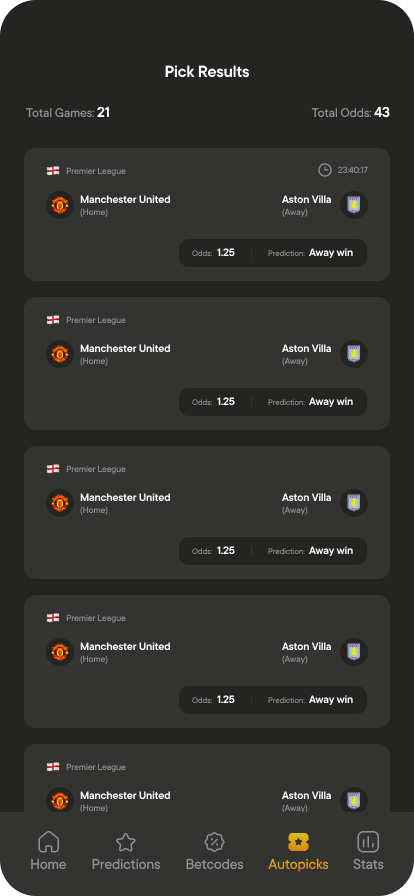 Pick Results
Total Games: 21 Total Odds: 43
Premier League 23:40:17
Manchester United Aston Villa
(Home) (Away)
Odds: 1.25 Prediction: Away win
Premier League
Manchester United Aston Villa
(Home) (Away)
Odds: 1.25 Prediction: Away win
Premier League
Manchester United Aston Villa
(Home) (Away)
Odds: 1.25 Prediction: Away win
Premier League
Manchester United Aston Villa
(Home) (Away)
Odds: 1.25 Prediction: Away win
Premier League
Manchester United Aston Villa
(Home) (Away)
Home Predictions Betcodes Autopicks Stats